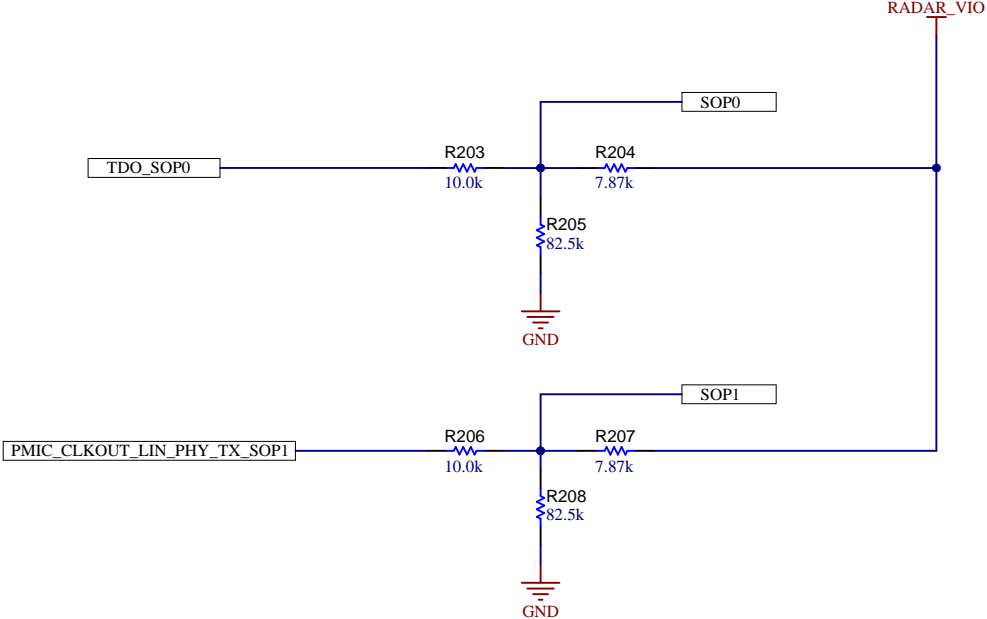 RADAR_VIO
SOP0
TDO_SOP0
R203
10.0k
R204
7.87k
R205
82.5k
GND
SOP1
PMIC_CLKOUT_LIN_PHY_TX_SOP1
R206
10.0k
R207
7.87k
R208
82.5k
GND